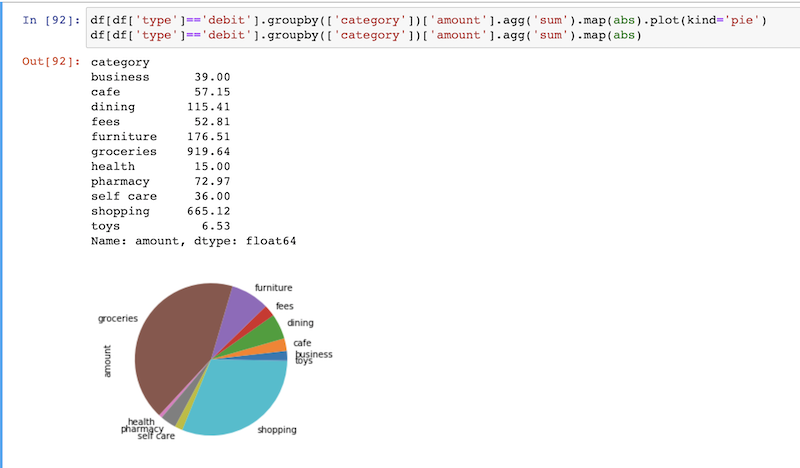 In [92]: df[df['type']=='debit'].groupby(['category'])['amount'].agg('sum').map(abs).plot(kind='pie')
df[df['type']=='debit'].groupby(['category'])['amount'].agg('sum').map(abs)
Out[92]: category
business 39.00
cafe 57.15
dining 115.41
fees 52.81
furniture 176.51
groceries 919.64
health 15.00
pharmacy 72.97
self care 36.00
shopping 665.12
toys 6.53
Name: amount, dtype: float64
furniture
fees
groceries
dining
cafe
business
toys
amount
health
pharmacy
self care
shopping